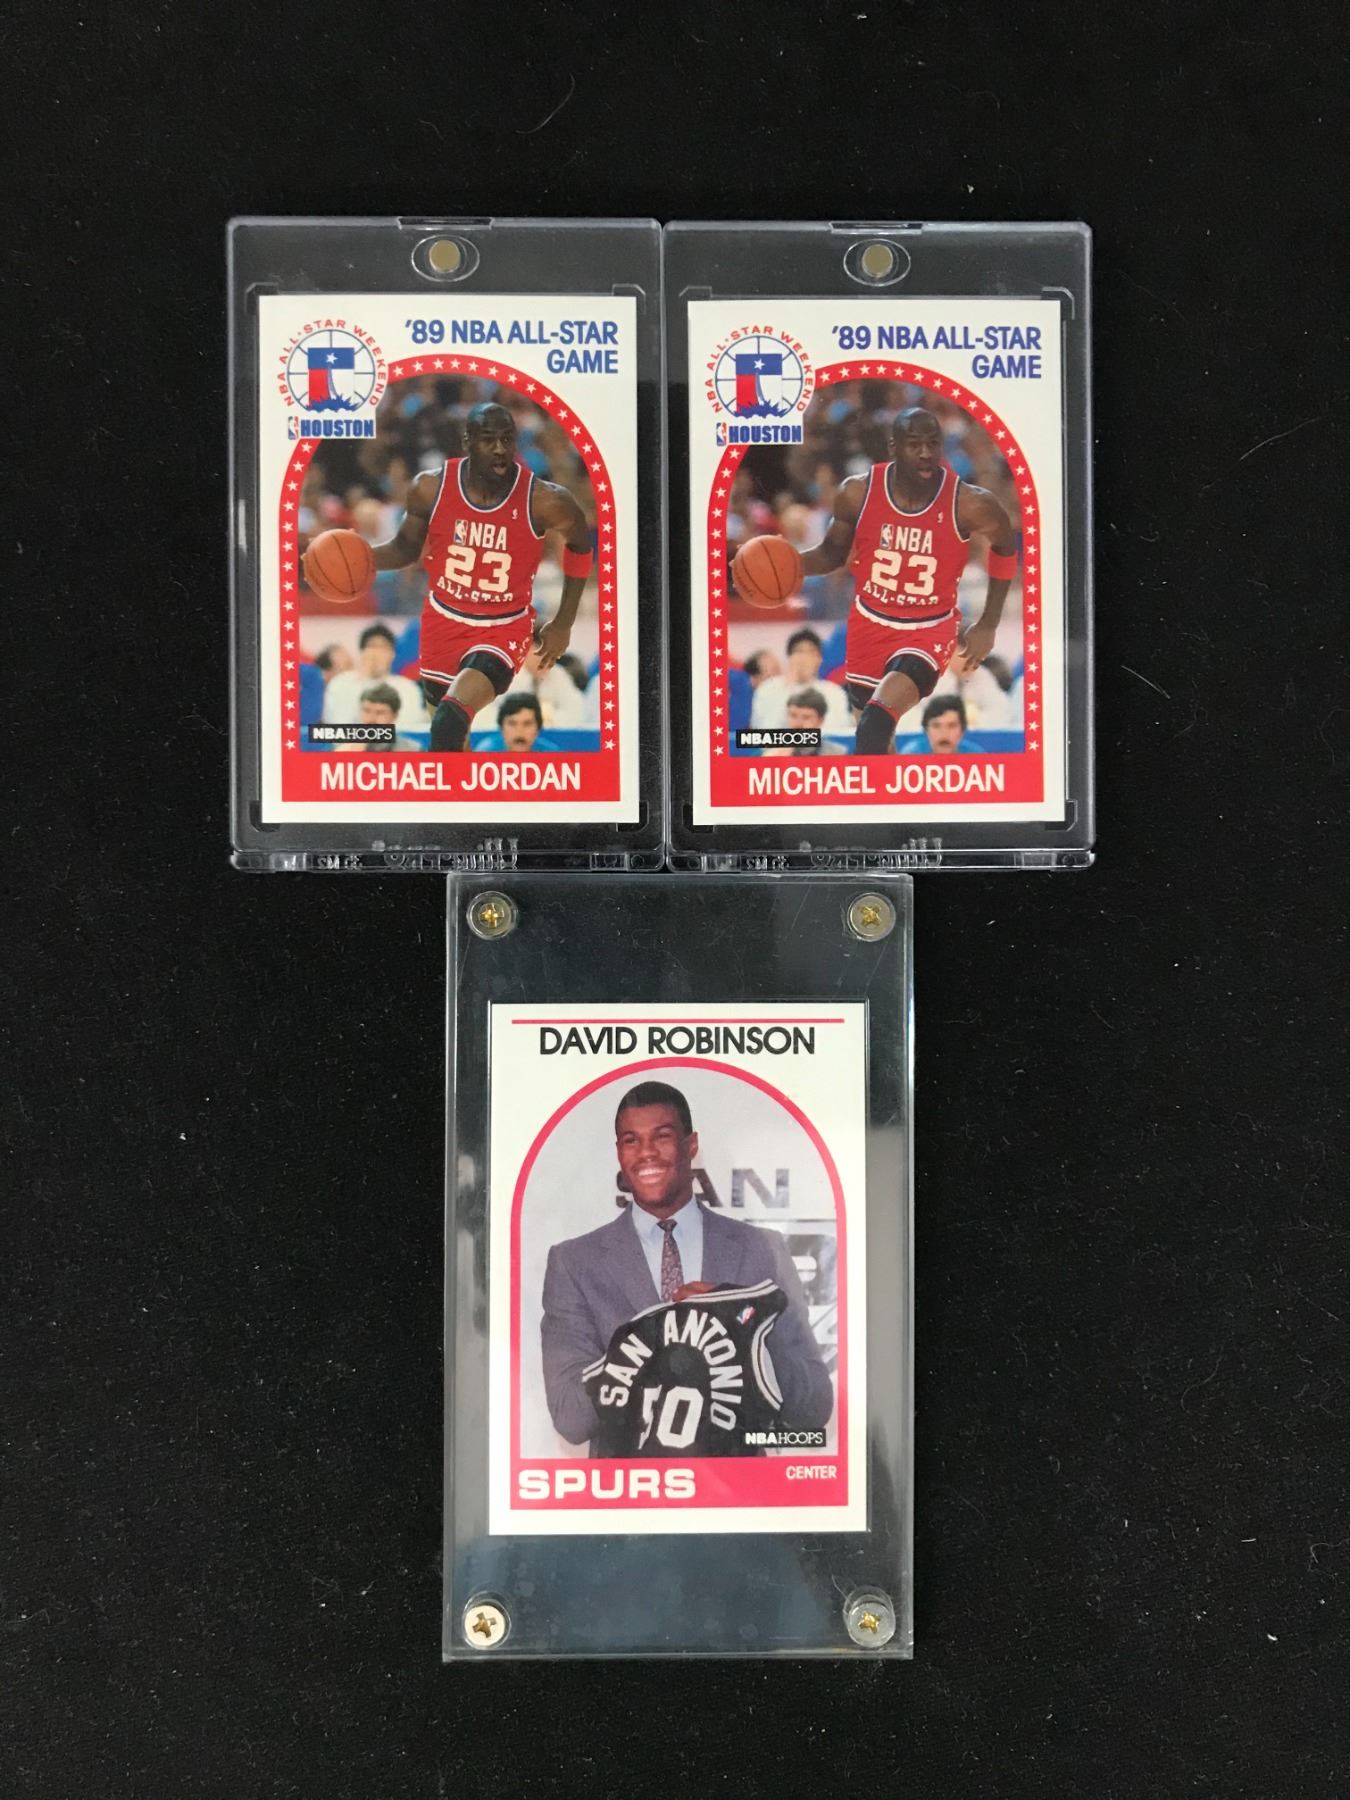 NBA ALL-STAR WEEKEND
HOUSTON
'89 NBA ALL-STAR
GAME
NBA
23
ALL-STAR
NBA HOOPS
MICHAEL JORDAN
NBA ALL-STAR WEEKEND
HOUSTON
'89 NBA ALL-STAR
GAME
NBA
23
ALL-STAR
NBA HOOPS
MICHAEL JORDAN
DAVID ROBINSON
SAN
SAN ANTONIO
50
NBA HOOPS
SPURS
CENTER